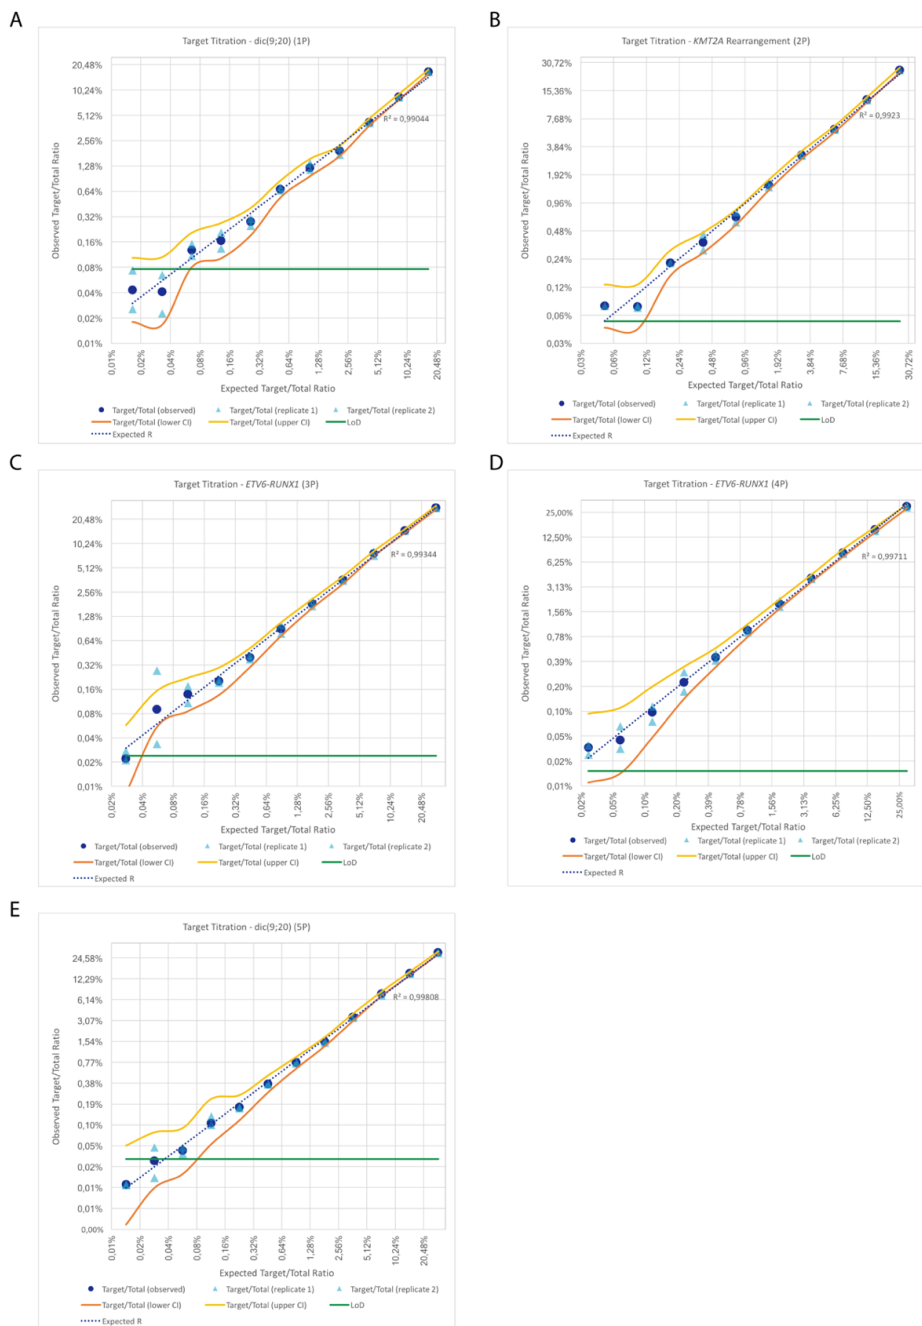 A
Target Titration - dic(9;20) (1P)
20,48%
10,24%
5,12%
2,56%
1,28%
0,64%
0,32%
0,16%
0,08%
0,04%
0,02%
0,01%
R² = 0,99044
Observed Target/Total Ratio
0,01%
0,02%
0,04%
0,08%
0,16%
0,32%
0,64%
1,28%
2,56%
5,12%
10,24%
20,48%
Expected Target/Total Ratio
Target/Total (observed) Target/Total (replicate 1) Target/Total (replicate 2)
Target/Total (lower CI) Target/Total (upper CI) LoD
Expected R
B
Target Titration - KMT2A Rearrangement (2P)
30,72%
15,36%
7,68%
3,84%
1,92%
0,96%
0,48%
0,24%
0,12%
0,06%
0,03%
R² = 0,9923
Observed Target/Total Ratio
0,03%
0,06%
0,12%
0,24%
0,48%
0,96%
1,92%
3,84%
7,68%
15,36%
30,72%
Expected Target/Total Ratio
Target/Total (observed) Target/Total (replicate 1) Target/Total (replicate 2)
Target/Total (lower CI) Target/Total (upper CI) LoD
Expected R
C
Target Titration - ETV6-RUNX1 (3P)
20,48%
10,24%
5,12%
2,56%
1,28%
0,64%
0,32%
0,16%
0,08%
0,04%
0,02%
0,01%
R² = 0,99344
Observed Target/Total Ratio
0,02%
0,04%
0,08%
0,16%
0,32%
0,64%
1,28%
2,56%
5,12%
10,24%
20,48%
Expected Target/Total Ratio
Target/Total (observed) Target/Total (replicate 1) Target/Total (replicate 2)
Target/Total (lower CI) Target/Total (upper CI) LoD
Expected R
D
Target Titration - ETV6-RUNX1 (4P)
25,00%
12,50%
6,25%
3,13%
1,56%
0,78%
0,39%
0,20%
0,10%
0,05%
0,02%
0,01%
R² = 0,99711
Observed Target/Total Ratio
0,02%
0,05%
0,10%
0,20%
0,39%
0,78%
1,56%
3,13%
6,25%
12,50%
25,00%
Expected Target/Total Ratio
Target/Total (observed) Target/Total (replicate 1) Target/Total (replicate 2)
Target/Total (lower CI) Target/Total (upper CI) LoD
Expected R
E
Target Titration - dic(9;20) (5P)
24,58%
12,29%
6,14%
3,07%
1,54%
0,77%
0,38%
0,19%
0,10%
0,05%
0,02%
0,01%
0,01%
0,00%
R² = 0,99808
Observed Target/Total Ratio
0,01%
0,02%
0,04%
0,08%
0,16%
0,32%
0,64%
1,28%
2,56%
5,12%
10,24%
20,48%
Expected Target/Total Ratio
Target/Total (observed) Target/Total (replicate 1) Target/Total (replicate 2)
Target/Total (lower CI) Target/Total (upper CI) LoD
Expected R